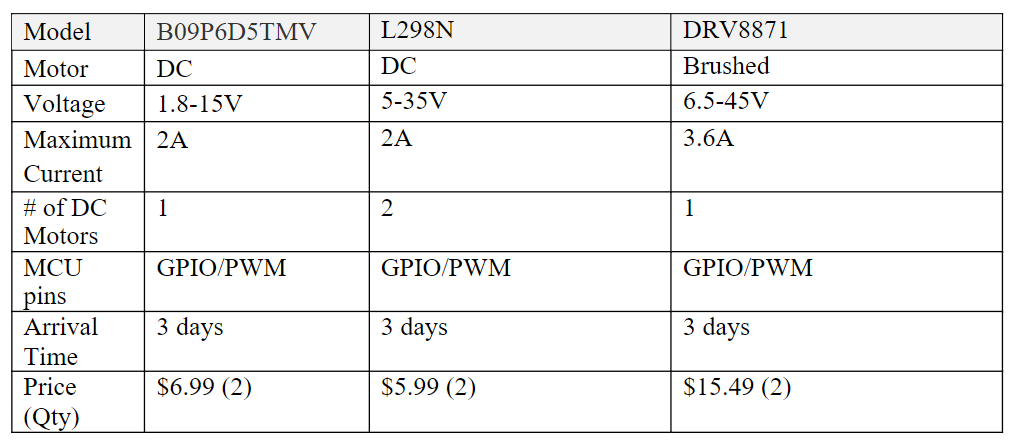 Model B09P6D5TMV L298N DRV8871
Motor DC DC Brushed
Voltage 1.8-15V 5-35V 6.5-45V
Maximum 2A 2A 3.6A
Current
# of DC 1 2 1
Motors
MCU GPIO/PWM GPIO/PWM GPIO/PWM
pins
Arrival 3 days 3 days 3 days
Time
Price $6.99 (2) $5.99 (2) $15.49 (2)
(Qty)